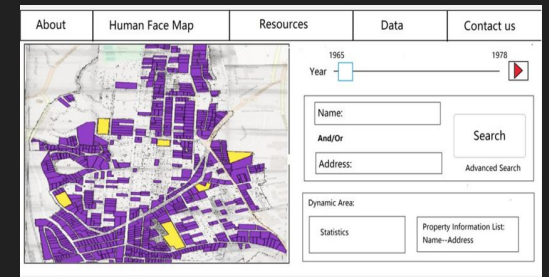 About Human Face Map Resources Data Contact us
1965 1978
Year
Name:
And/Or
Search
Address:
Advanced Search
Dynamic Area:
Statistics
Property Information List:
Name--Address